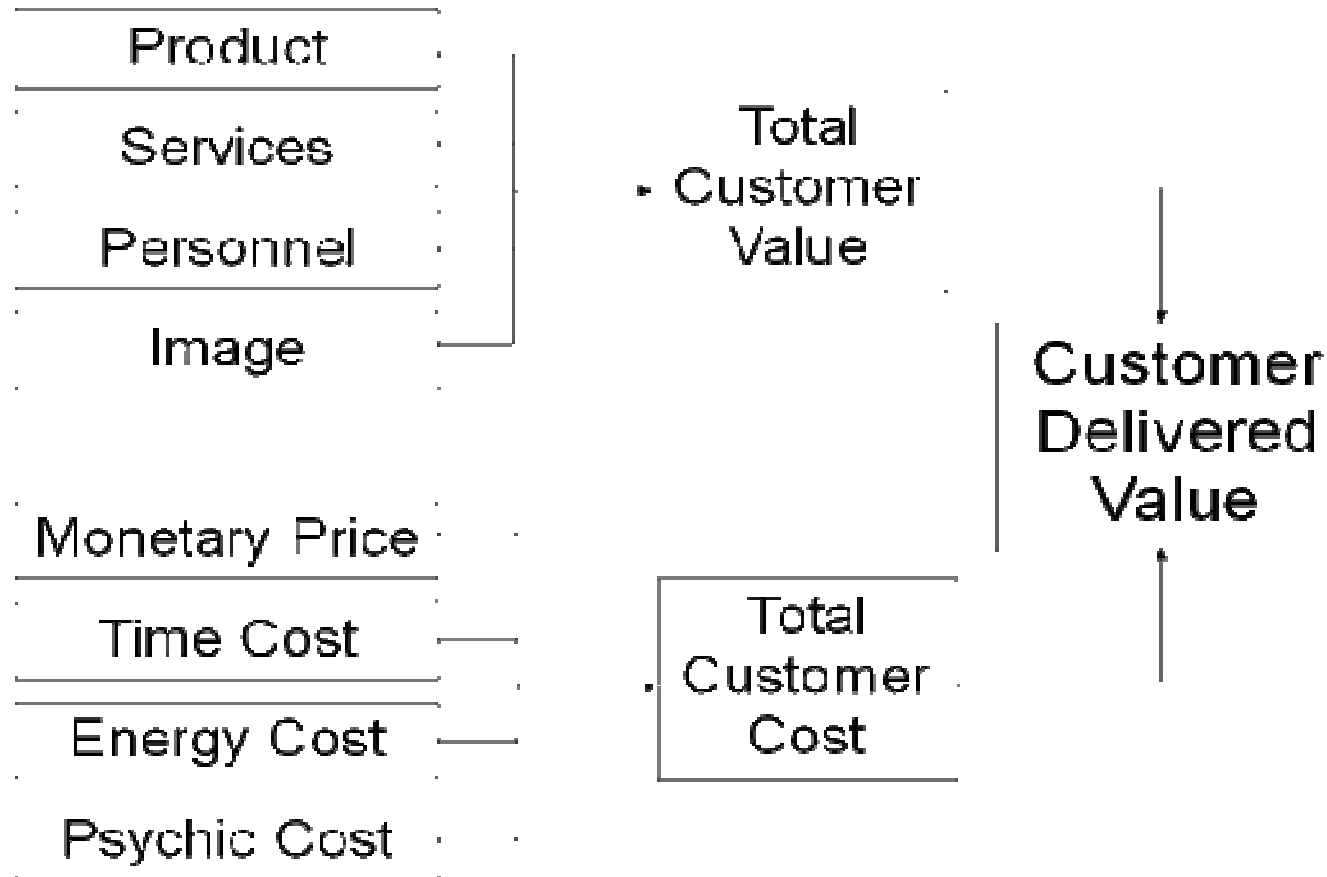 Product
Services
Personnel
Image
Total
Customer
Value
Customer
Delivered
Value
Monetary Price
Time Cost
Energy Cost
Psychic Cost
Total
Customer
Cost